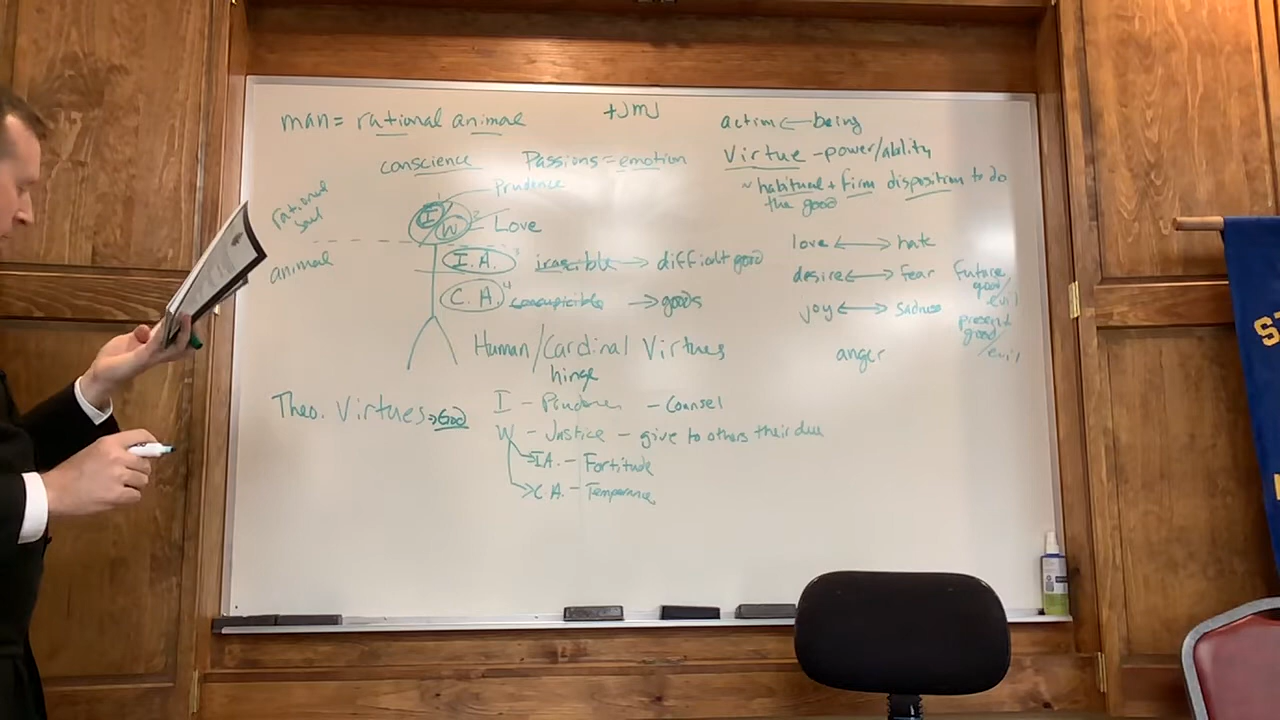 man = rational animal
+JMJ
action ← being
conscience
Passions = emotion
Virtue - power/ability
~ habitual + firm disposition to do
the good
rational
soul
Prudence
I
W
Love
animal
I.A. 3 irascible → difficult good
C.A. 4 concupiscible → goods
love ↔ hate
desire ↔ fear
future
good/
evil
joy ↔ sadness
present
good
/evil
anger
Human/Cardinal Virtues
hinge
Theo. Virtues → God
I - Prudence - Counsel
W - Justice - give to others their due
I.A. - Fortitude
C.A. - Temperance